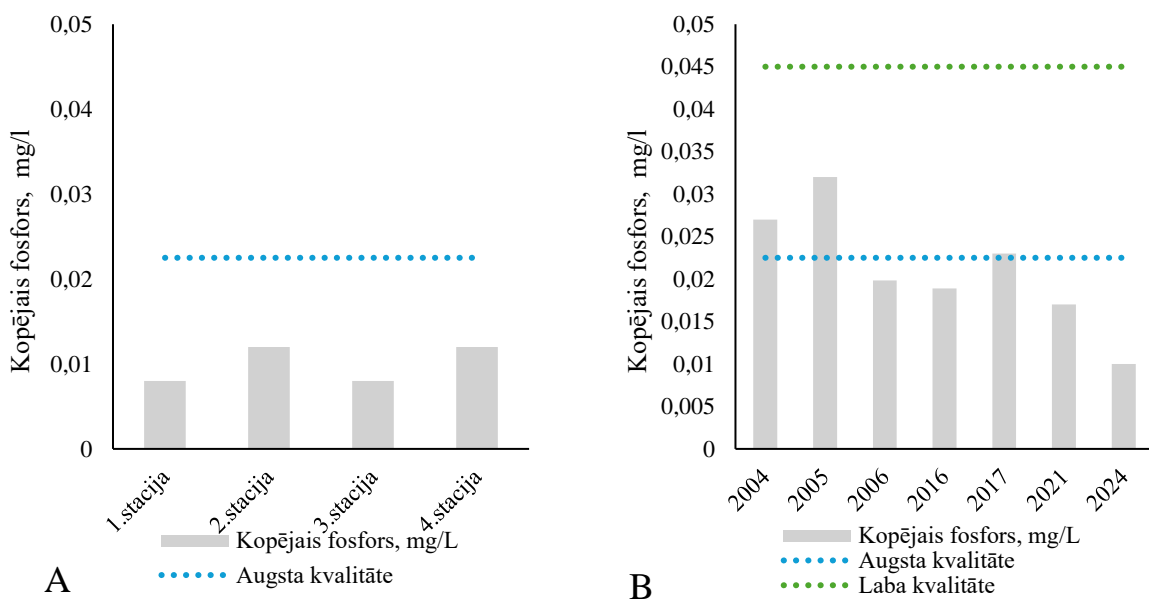 Kopējais fosfors, mg/l
0,05
0,04
0,03
0,02
0,01
0
1.stacija
2.stacija
3.stacija
4.stacija
Kopējais fosfors, mg/L
Augsta kvalitāte
A
Kopējais fosfors, mg/l
0,05
0,045
0,04
0,035
0,03
0,025
0,02
0,015
0,01
0,005
0
2004
2005
2006
2016
2017
2021
2024
Kopējais fosfors, mg/L
Augsta kvalitāte
Laba kvalitāte
B